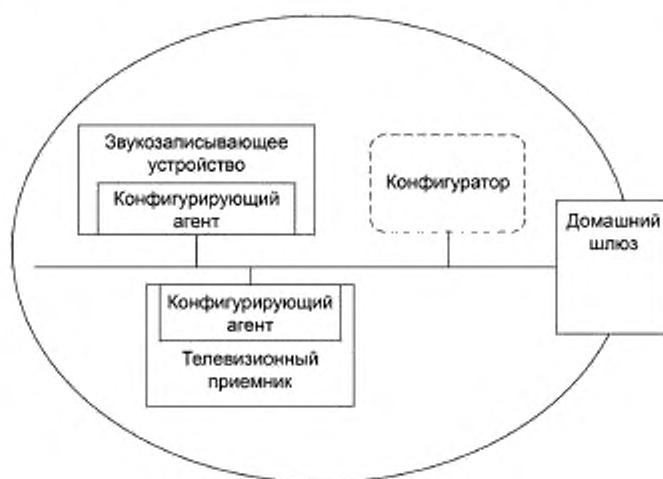 Звукозаписывающее
устройство
Конфигурирующий
агент
Конфигуратор
Домашний
шлюз
Конфигурирующий
агент
Телевизионный
приемник